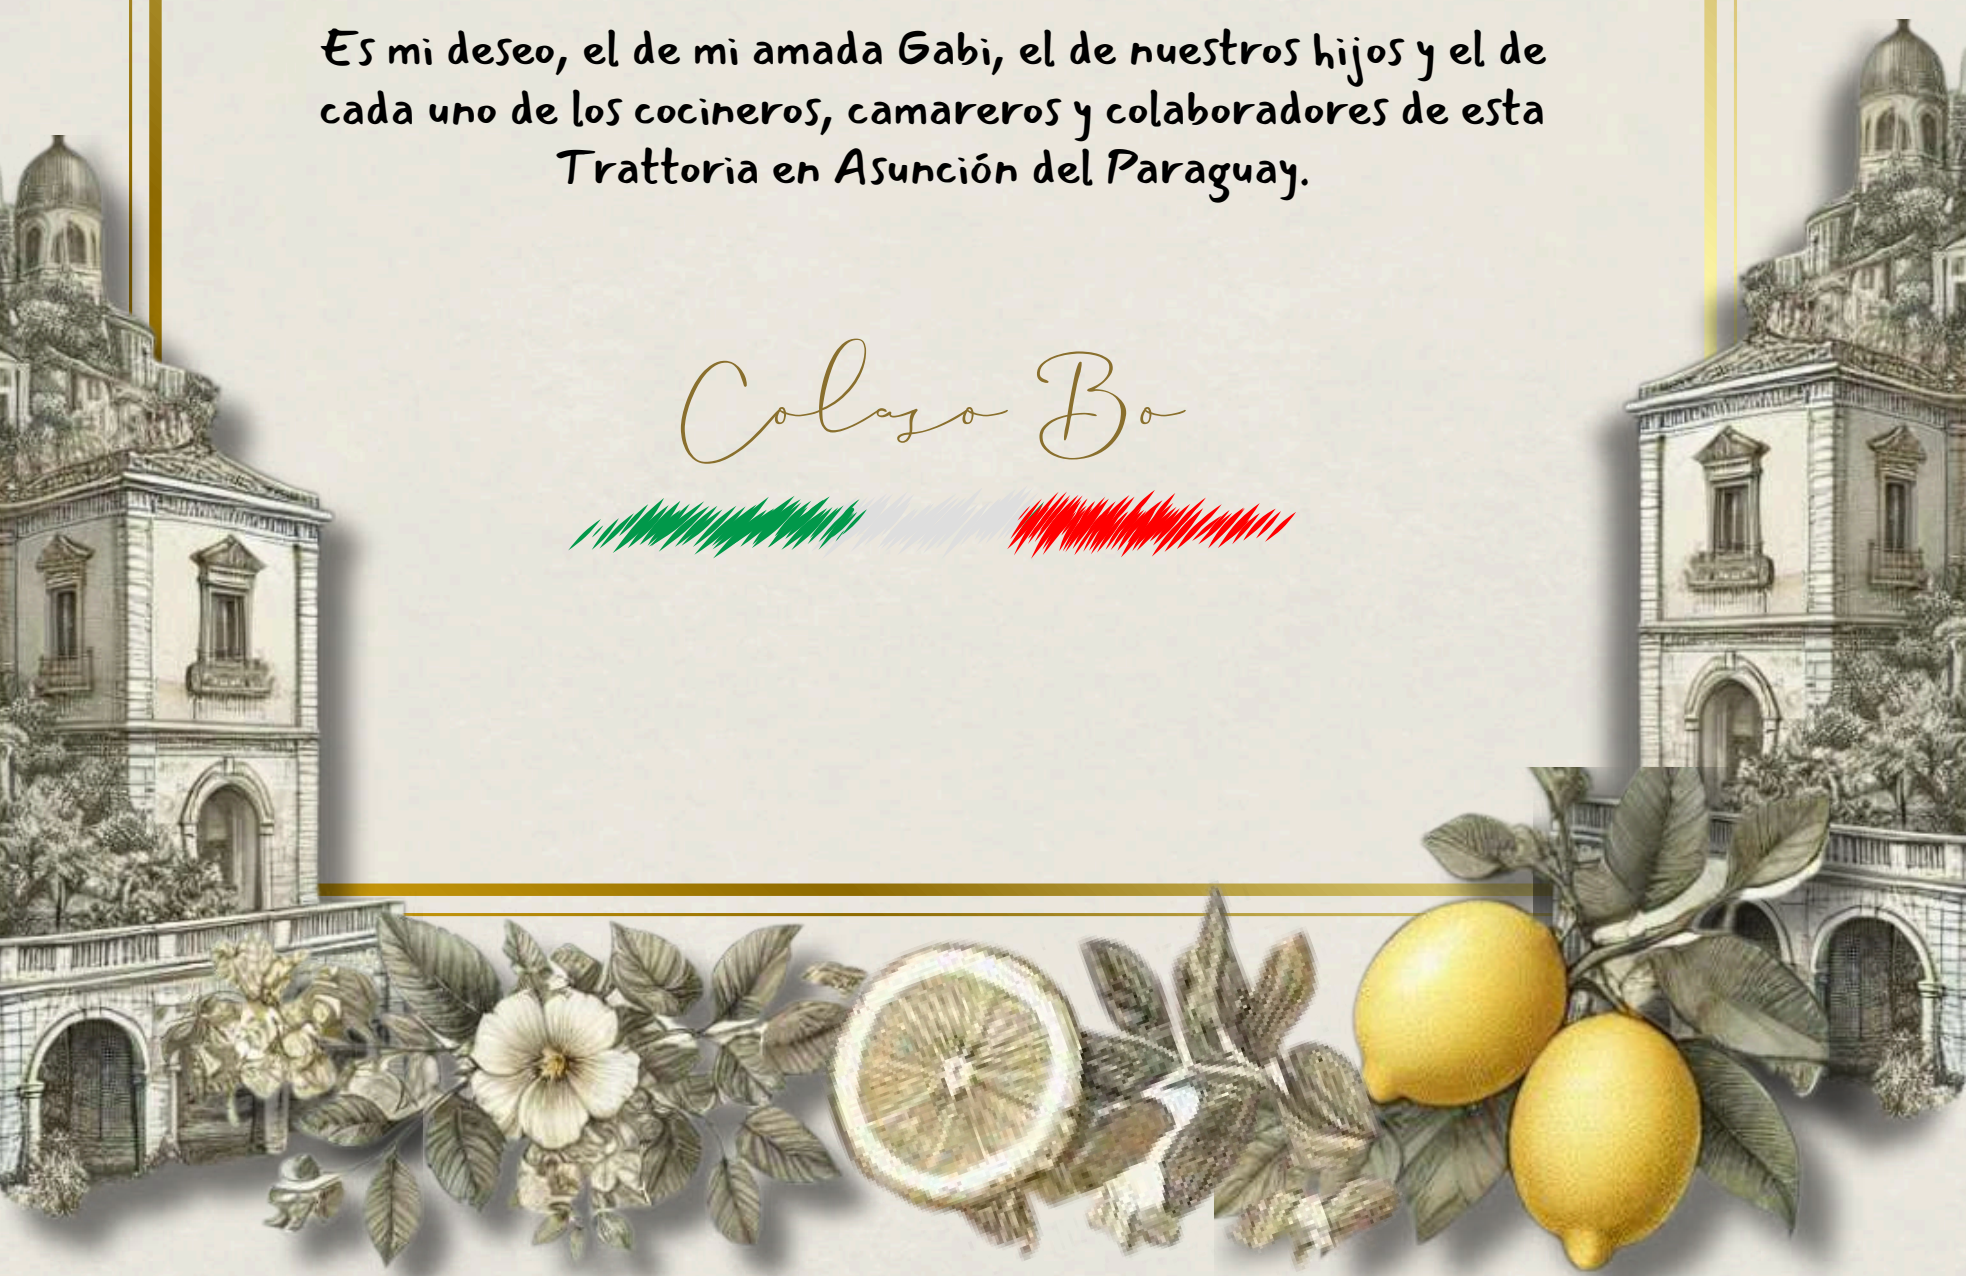 Es mi deseo, el de mi amada Gabi, el de nuestros hijos y el de
cada uno de los cocineros, camareros y colaboradores de esta
Trattoria en Asunción del Paraguay.
Colaso Bo